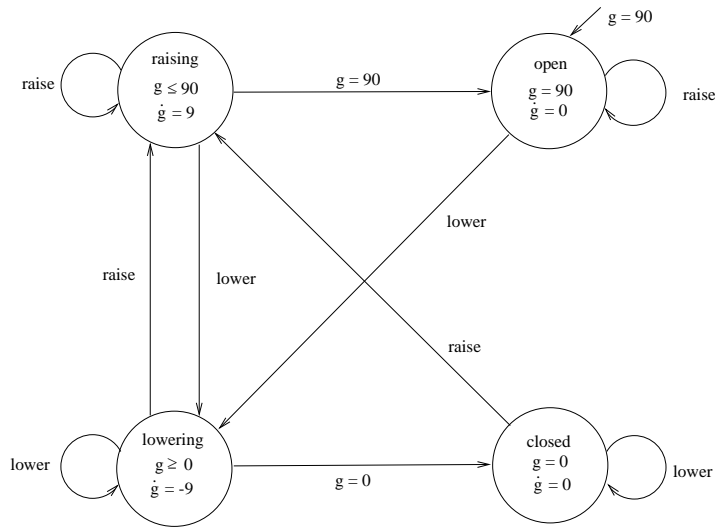 g = 90
raising
g ≤ 90
ġ = 9
raise
g = 90
open
g = 90
ġ = 0
raise
lower
raise
lower
raise
lowering
g ≥ 0
ġ = -9
lower
g = 0
closed
g = 0
ġ = 0
lower